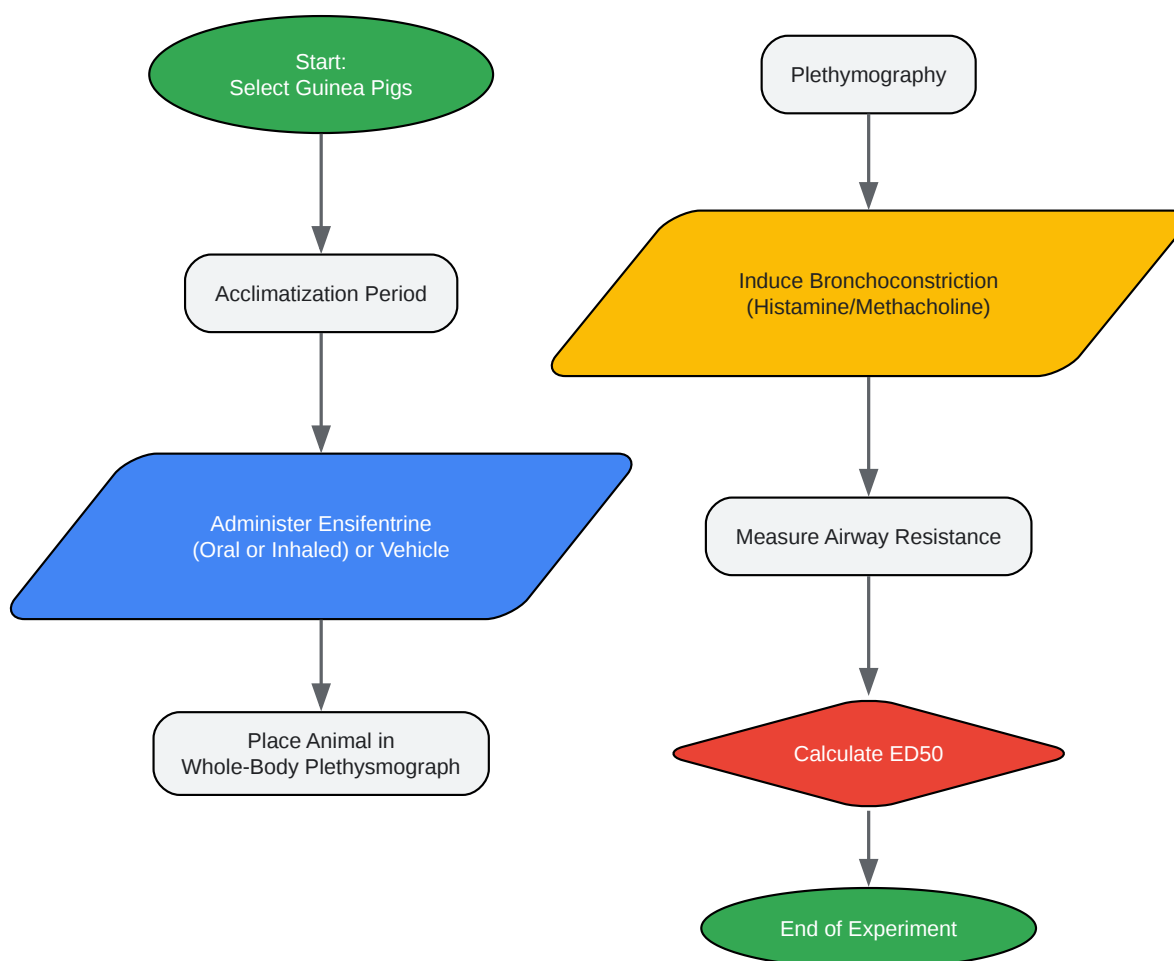 Start:
Select Guinea Pigs
Acclimatization Period
Administer Ensifentrine
(Oral or Inhaled) or Vehicle
Place Animal in
Whole-Body Plethysmograph
Plethymography
Induce Bronchoconstriction
(Histamine/Methacholine)
Measure Airway Resistance
Calculate ED50
End of Experiment